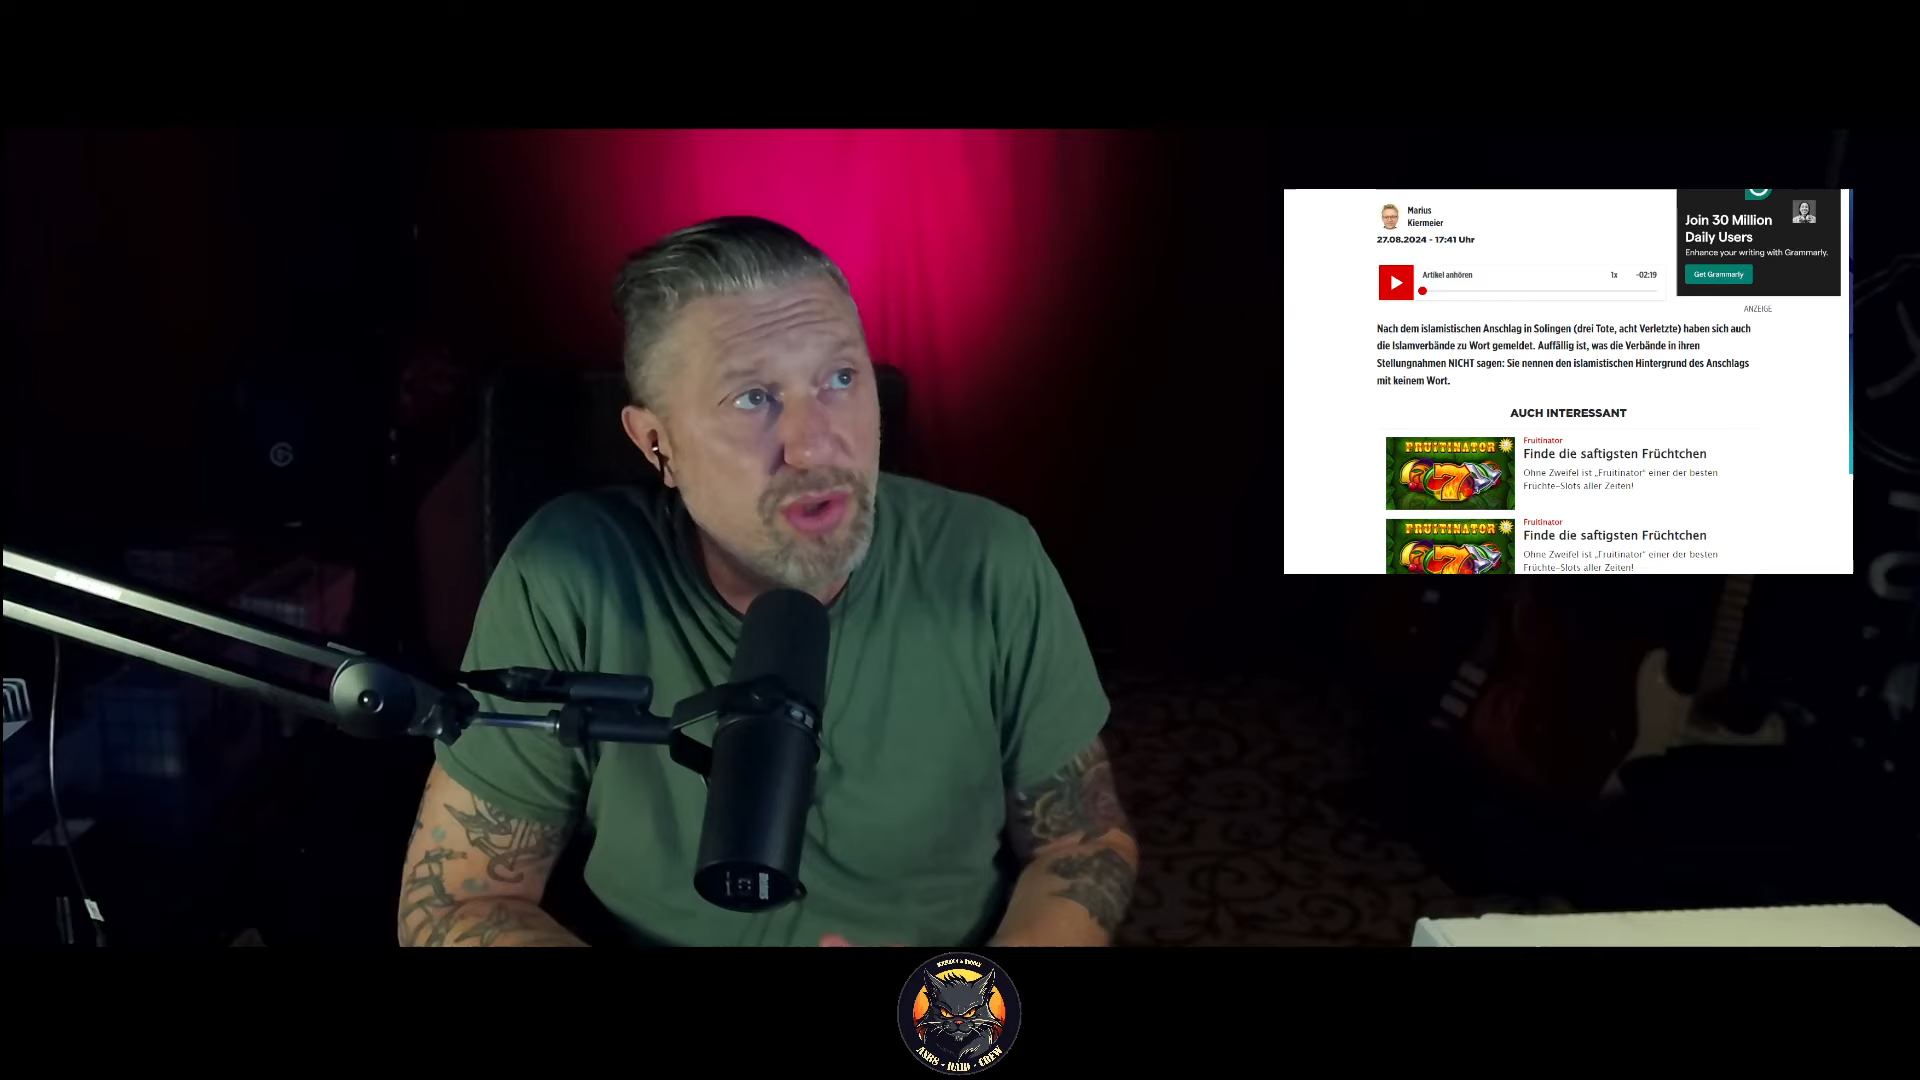 Marius
Kiermeier
27.08.2024 - 17:41 Uhr
Artikel anhören 1x -02:19
Nach dem islamistischen Anschlag in Solingen (drei Tote, acht Verletzte) haben sich auch
die Islamverbände zu Wort gemeldet. Auffällig ist, was die Verbände in ihren
Stellungnahmen NICHT sagen: Sie nennen den islamistischen Hintergrund des Anschlags
mit keinem Wort.
AUCH INTERESSANT
FRUITINATOR
Fruitinator
Finde die saftigsten Früchtchen
Ohne Zweifel ist „Fruitinator“ einer der besten
Früchte-Slots aller Zeiten!
FRUITINATOR
Fruitinator
Finde die saftigsten Früchtchen
Ohne Zweifel ist „Fruitinator“ einer der besten
Früchte-Slots aller Zeiten!
Join 30 Million
Daily Users
Enhance your writing with Grammarly.
Get Grammarly
ANZEIGE
RAID - CREW